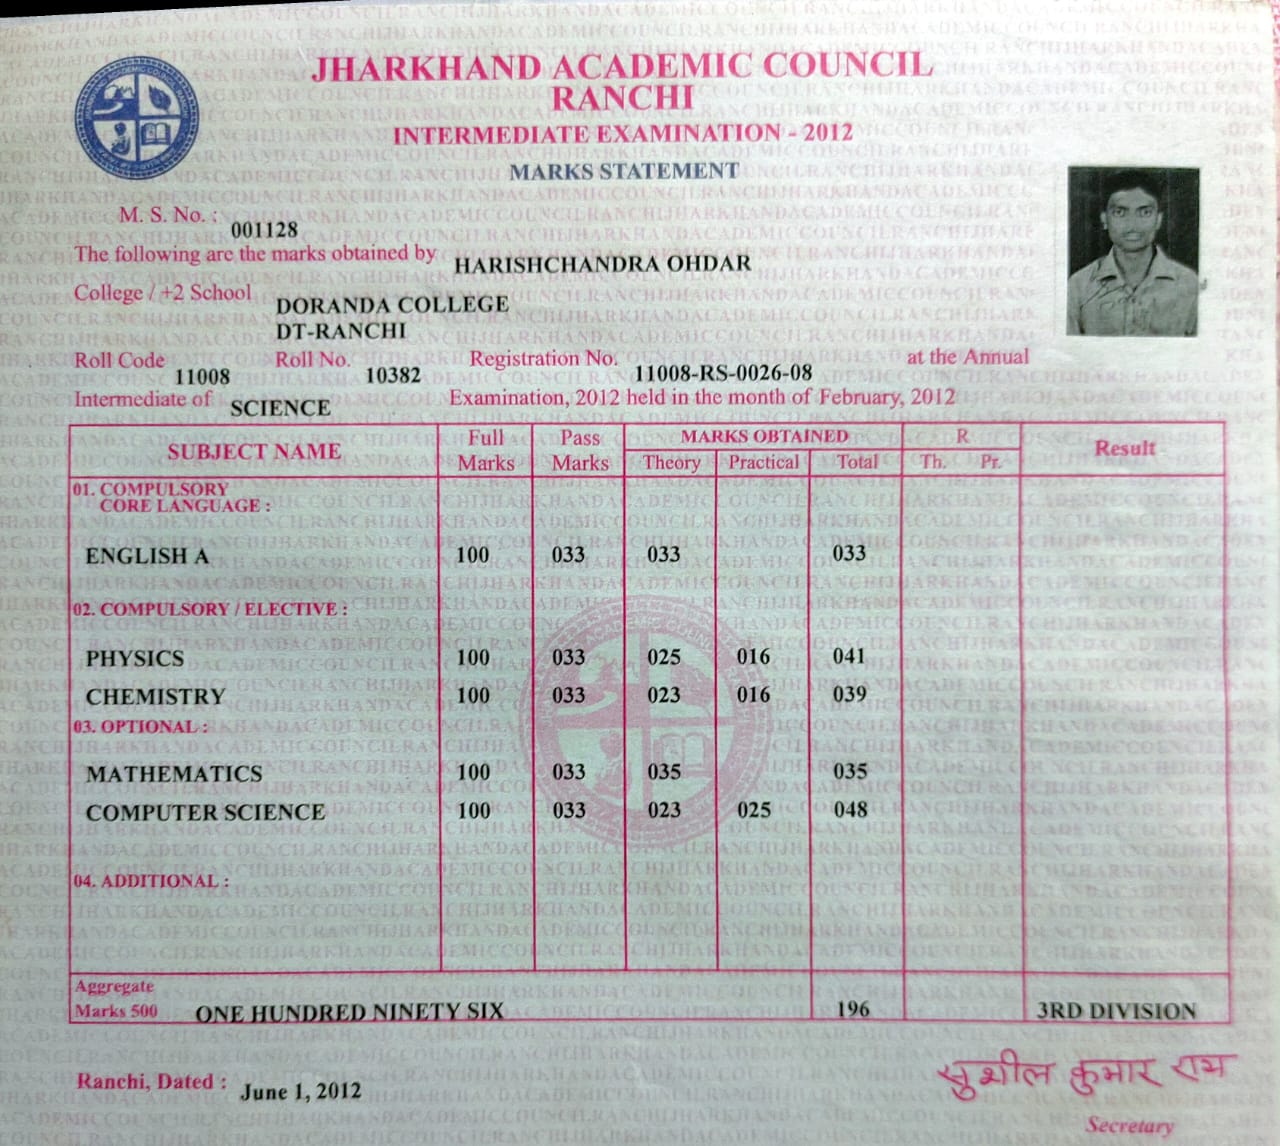 JHARKHAND ACADEMIC COUNCIL
RANCHI
INTERMEDIATE EXAMINATION - 2012
MARKS STATEMENT
M. S. No. : 001128
The following are the marks obtained by HARISHCHANDRA OHDAR
College / +2 School DORANDA COLLEGE
DT-RANCHI
Roll Code 11008 Roll No. 10382 Registration No. 11008-RS-0026-08 at the Annual
Intermediate of SCIENCE Examination, 2012 held in the month of February, 2012
SUBJECT NAME Full Marks Pass Marks MARKS OBTAINED R Result
Theory Practical Total Th. Pr.
01. COMPULSORY
CORE LANGUAGE :
ENGLISH A 100 033 033 033
02. COMPULSORY / ELECTIVE :
PHYSICS 100 033 025 016 041
CHEMISTRY 100 033 023 016 039
03. OPTIONAL :
MATHEMATICS 100 033 035 035
COMPUTER SCIENCE 100 033 023 025 048
04. ADDITIONAL :
Aggregate
Marks 500 ONE HUNDRED NINETY SIX 196 3RD DIVISION
Ranchi, Dated : June 1, 2012
सुशील कुमार राय
Secretary